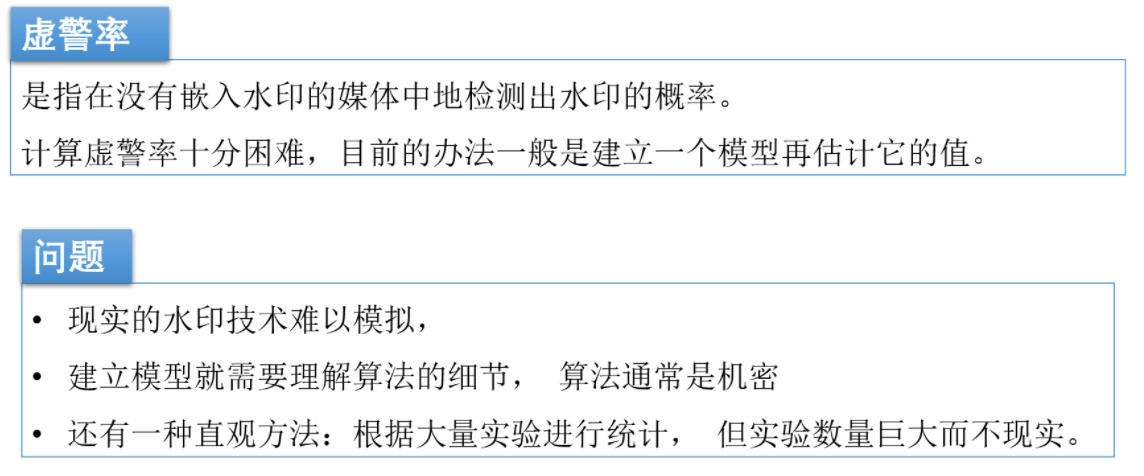 虚警率
是指在没有嵌入水印的媒体中地检测出水印的概率。
计算虚警率十分困难，目前的办法一般是建立一个模型再估计它的值。
问题
• 现实的水印技术难以模拟，
• 建立模型就需要理解算法的细节， 算法通常是机密
• 还有一种直观方法：根据大量实验进行统计， 但实验数量巨大而不现实。